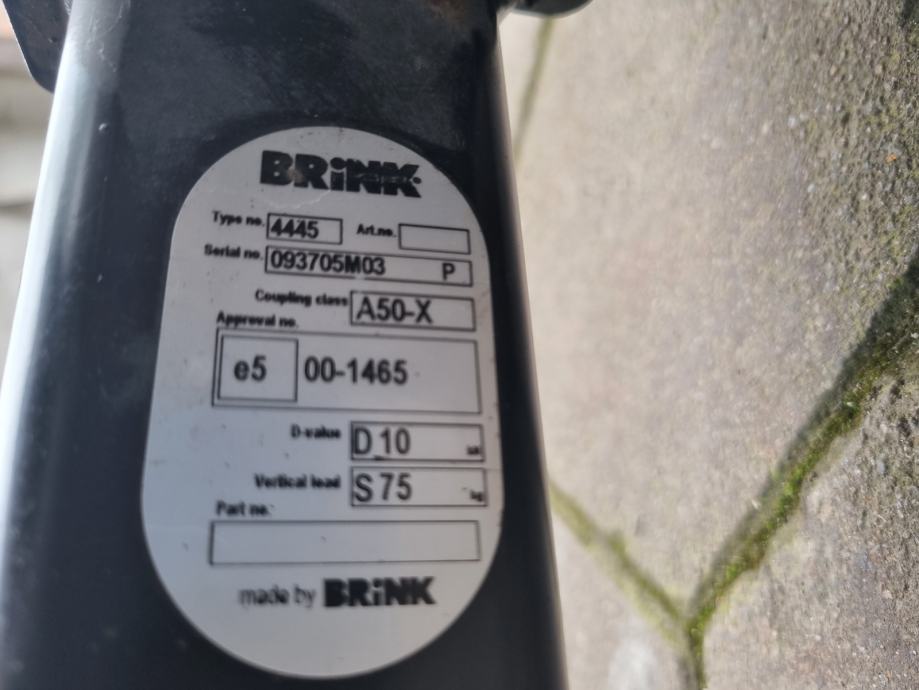 BRiNK
Type no. 4445 Art.no.
Serial no. 093705M03 P
Coupling class A50-X
Approval no.
e5 00-1465
D-value D 10
Vertical load S 75 kg
Part no.
made by BRiNK